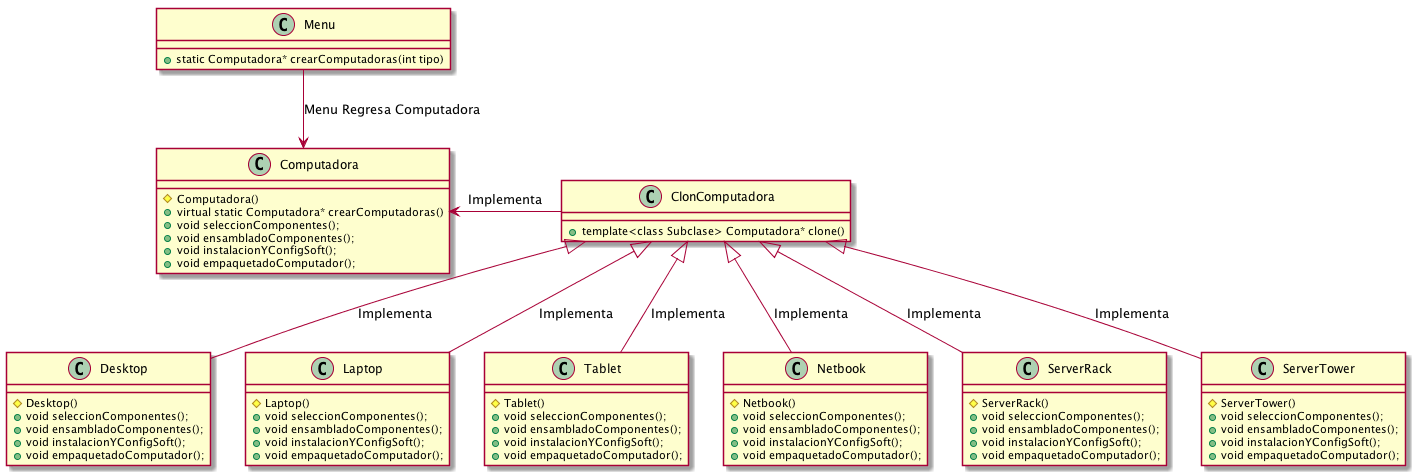 C Menu
static Computadora* crearComputadoras(int tipo)
Menu Regresa Computadora
C Computadora
Computadora()
virtual static Computadora* crearComputadoras()
void seleccionComponentes();
void ensambladoComponentes();
void instalacionYConfigSoft();
void empaquetadoComputador();
Implementa
C ClonComputadora
template<class Subclase> Computadora* clone()
Implementa
Implementa
Implementa
Implementa
Implementa
Implementa
C Desktop
Desktop()
void seleccionComponentes();
void ensambladoComponentes();
void instalacionYConfigSoft();
void empaquetadoComputador();
C Laptop
Laptop()
void seleccionComponentes();
void ensambladoComponentes();
void instalacionYConfigSoft();
void empaquetadoComputador();
C Tablet
Tablet()
void seleccionComponentes();
void ensambladoComponentes();
void instalacionYConfigSoft();
void empaquetadoComputador();
C Netbook
Netbook()
void seleccionComponentes();
void ensambladoComponentes();
void instalacionYConfigSoft();
void empaquetadoComputador();
C ServerRack
ServerRack()
void seleccionComponentes();
void ensambladoComponentes();
void instalacionYConfigSoft();
void empaquetadoComputador();
C ServerTower
ServerTower()
void seleccionComponentes();
void ensambladoComponentes();
void instalacionYConfigSoft();
void empaquetadoComputador();